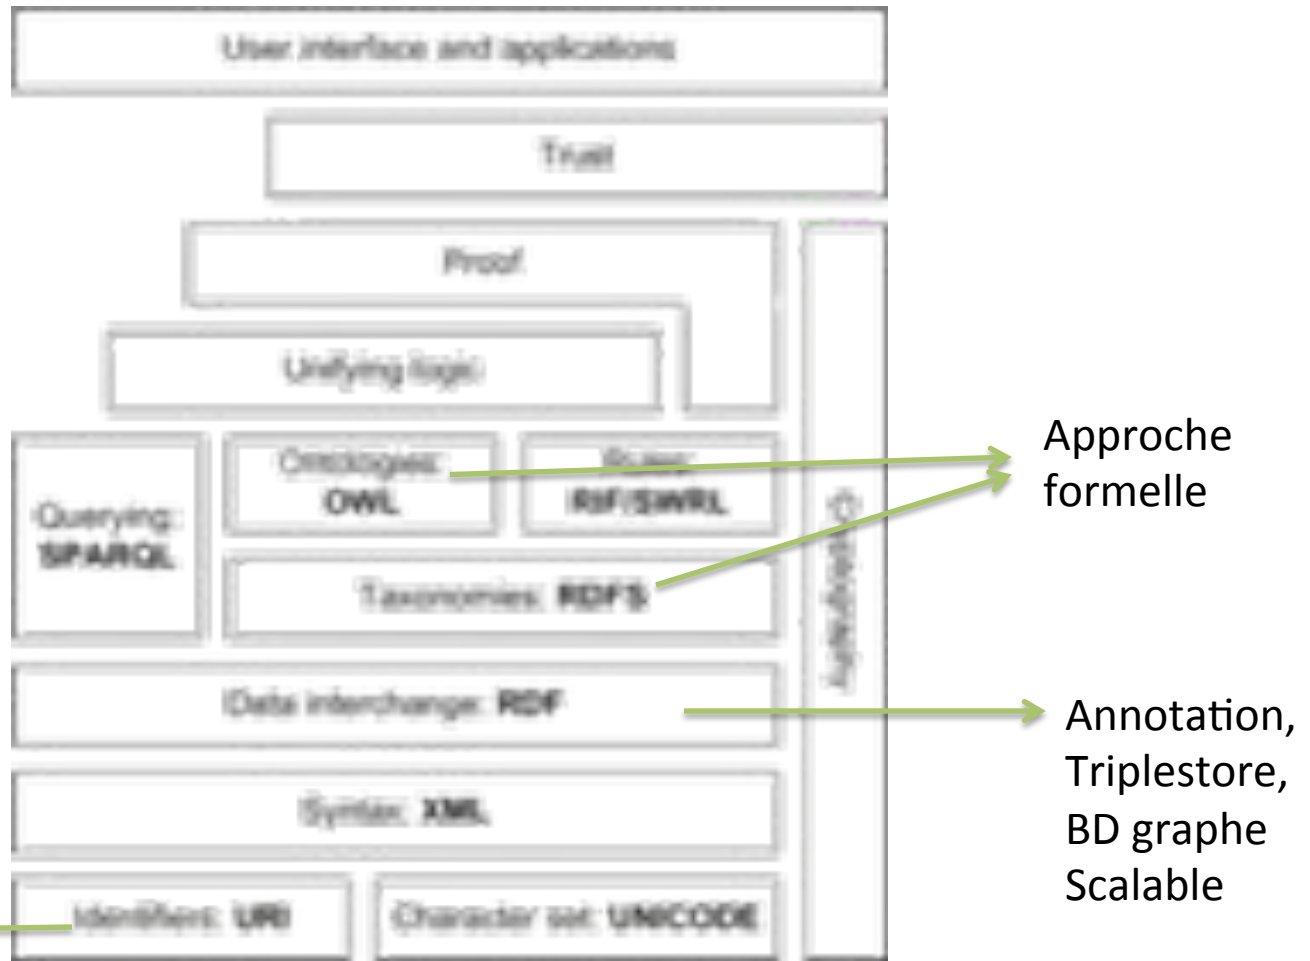 User interface and applications
Trust
Proof
Unifying logic
Ontologies:
OWL
Rules:
RIF/SWRL
Querying:
SPARQL
Taxonomies: RDFS
Cryptography
Data interchange: RDF
Syntax: XML
Identifiers: URI
Character set: UNICODE
Approche
formelle
Annotation,
Triplestore,
BD graphe
Scalable